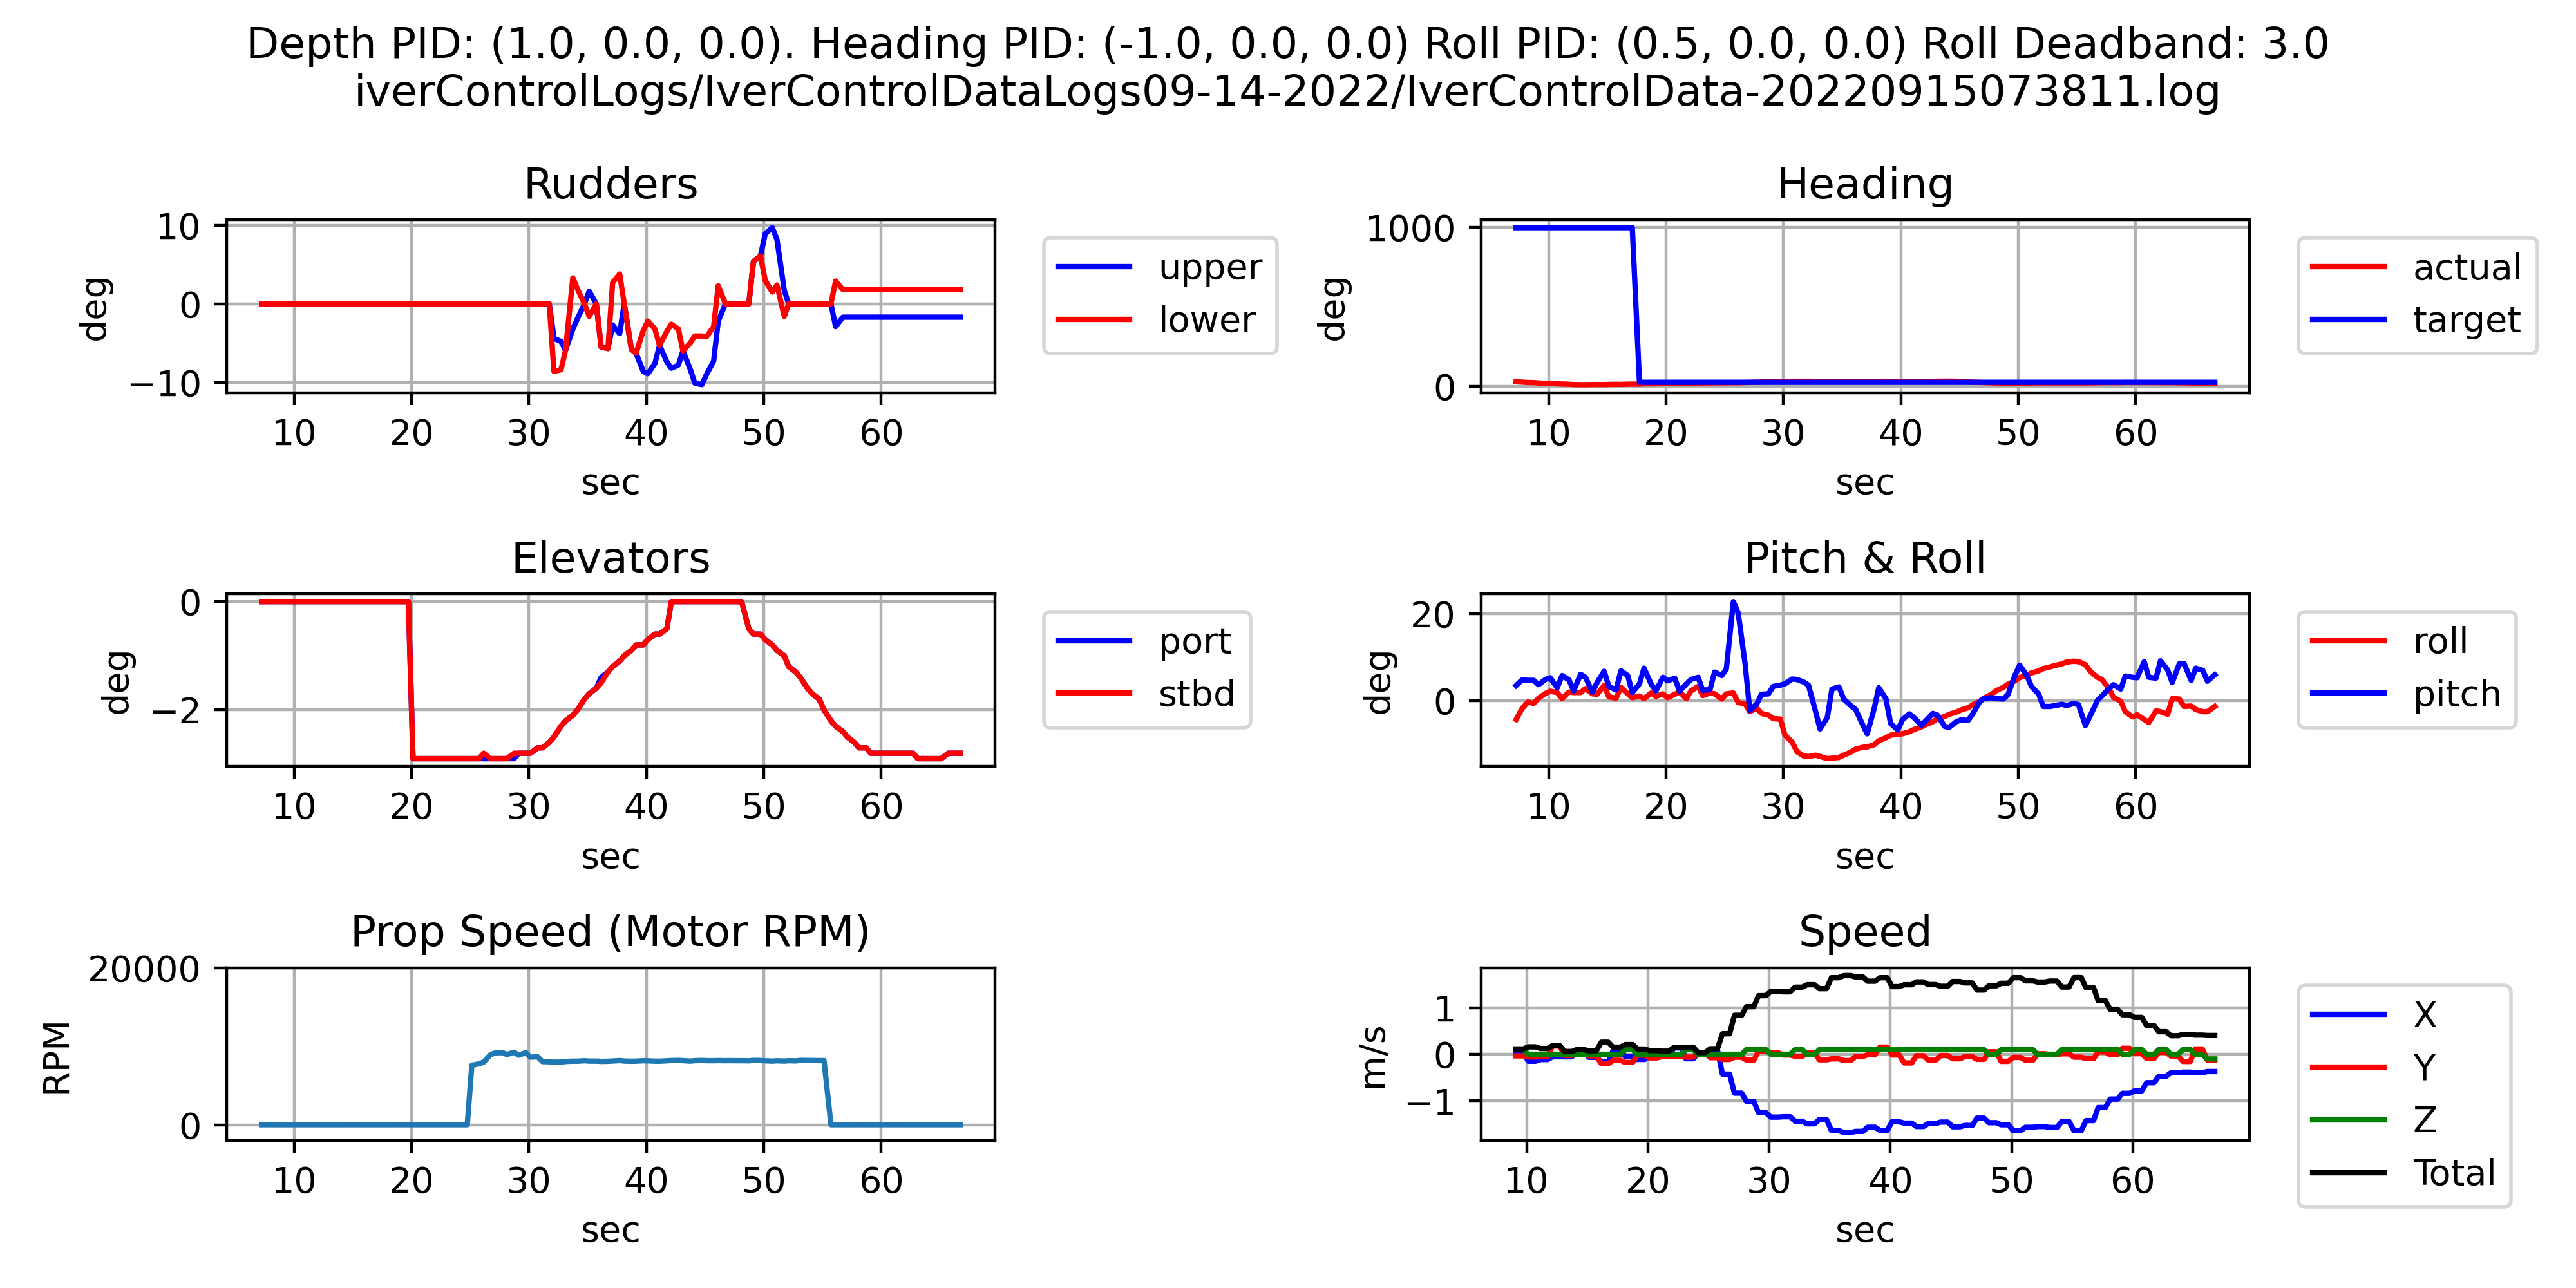 Depth PID: (1.0, 0.0, 0.0). Heading PID: (-1.0, 0.0, 0.0) Roll PID: (0.5, 0.0, 0.0) Roll Deadband: 3.0
iverControlLogs/IverControlDataLogs09-14-2022/IverControlData-20220915073811.log
Rudders
10
0
−10
deg
10 20 30 40 50 60
sec
upper
lower
Heading
1000
0
deg
10 20 30 40 50 60
sec
actual
target
Elevators
0
−2
deg
10 20 30 40 50 60
sec
port
stbd
Pitch & Roll
20
0
deg
10 20 30 40 50 60
sec
roll
pitch
Prop Speed (Motor RPM)
20000
0
RPM
10 20 30 40 50 60
sec
Speed
1
0
−1
m/s
10 20 30 40 50 60
sec
X
Y
Z
Total